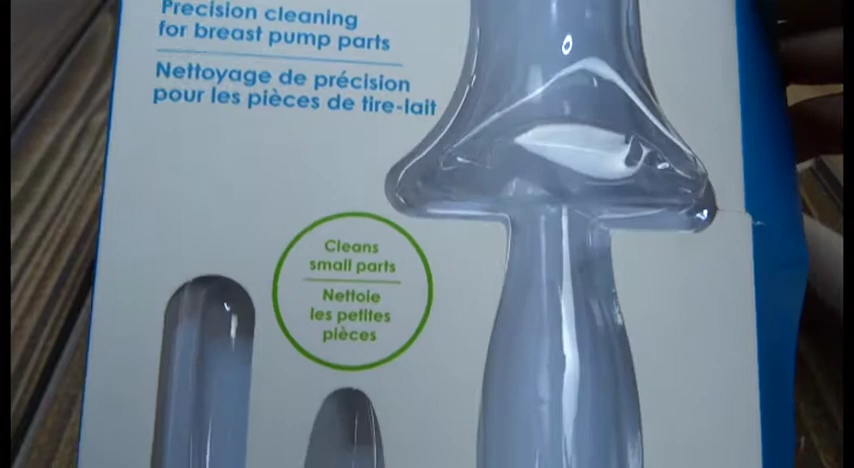 Precision cleaning
for breast pump parts
Nettoyage de précision
pour les pièces de tire-lait
Cleans
small parts
Nettoie
les petites
pièces